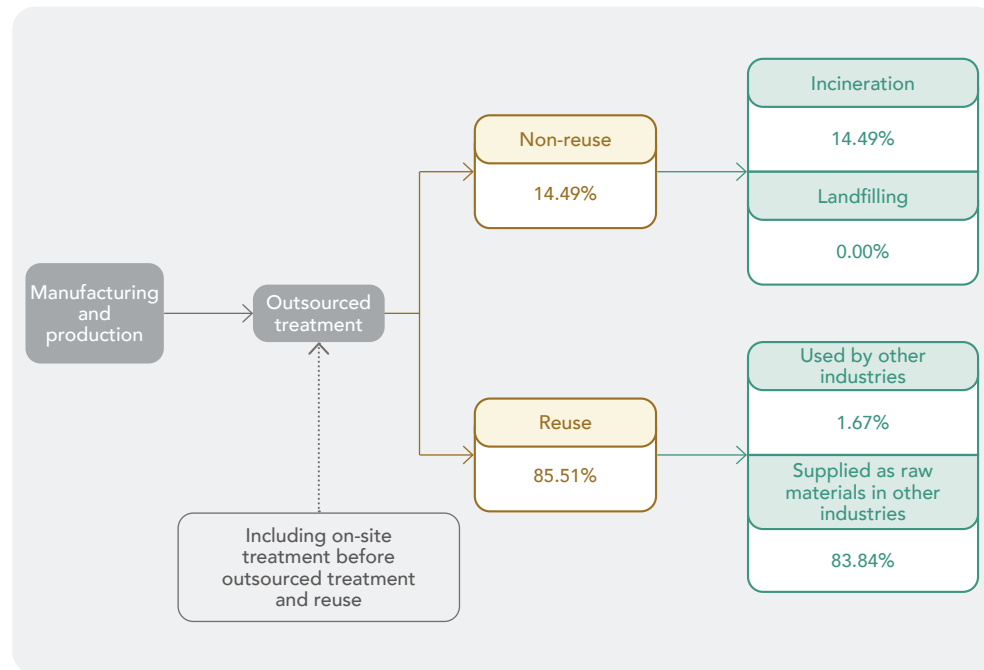 Manufacturing
and
production
Outsourced
treatment
Including on-site
treatment before
outsourced treatment
and reuse
Non-reuse
14.49%
Reuse
85.51%
Incineration
14.49%
Landfilling
0.00%
Used by other
industries
1.67%
Supplied as raw
materials in other
industries
83.84%